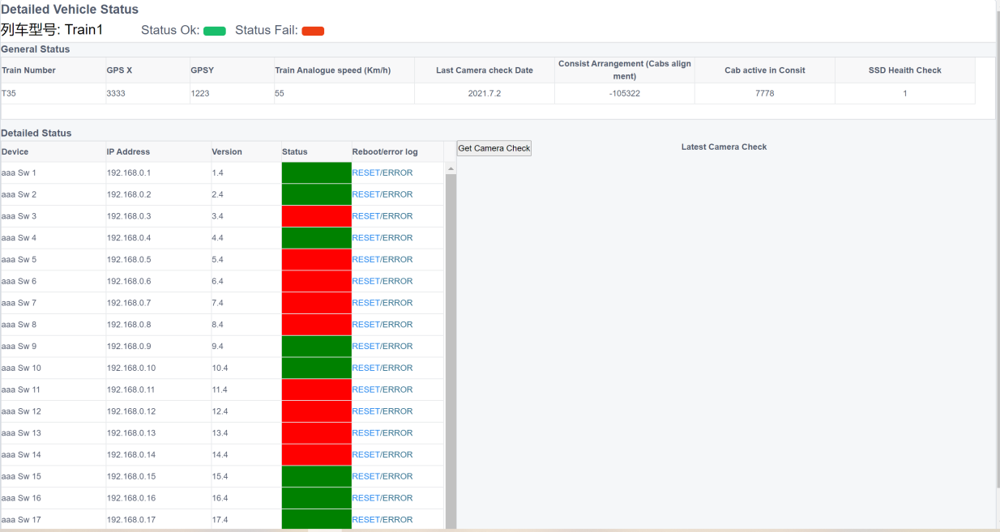 Detailed Vehicle Status
列车型号: Train1 Status Ok: Status Fail:
General Status
Train Number GPS X GPSY Train Analogue speed (Km/h) Last Camera check Date Consist Arrangement (Cabs align
ment) Cab active in Consit SSD Health Check
T35 3333 1223 55 2021.7.2 -105322 7778 1
Detailed Status
Device IP Address Version Status Reboot/error log Get Camera Check Latest Camera Check
aaa Sw 1 192.168.0.1 1.4 RESET/ERROR
aaa Sw 2 192.168.0.2 2.4 RESET/ERROR
aaa Sw 3 192.168.0.3 3.4 RESET/ERROR
aaa Sw 4 192.168.0.4 4.4 RESET/ERROR
aaa Sw 5 192.168.0.5 5.4 RESET/ERROR
aaa Sw 6 192.168.0.6 6.4 RESET/ERROR
aaa Sw 7 192.168.0.7 7.4 RESET/ERROR
aaa Sw 8 192.168.0.8 8.4 RESET/ERROR
aaa Sw 9 192.168.0.9 9.4 RESET/ERROR
aaa Sw 10 192.168.0.10 10.4 RESET/ERROR
aaa Sw 11 192.168.0.11 11.4 RESET/ERROR
aaa Sw 12 192.168.0.12 12.4 RESET/ERROR
aaa Sw 13 192.168.0.13 13.4 RESET/ERROR
aaa Sw 14 192.168.0.14 14.4 RESET/ERROR
aaa Sw 15 192.168.0.15 15.4 RESET/ERROR
aaa Sw 16 192.168.0.16 16.4 RESET/ERROR
aaa Sw 17 192.168.0.17 17.4 RESET/ERROR